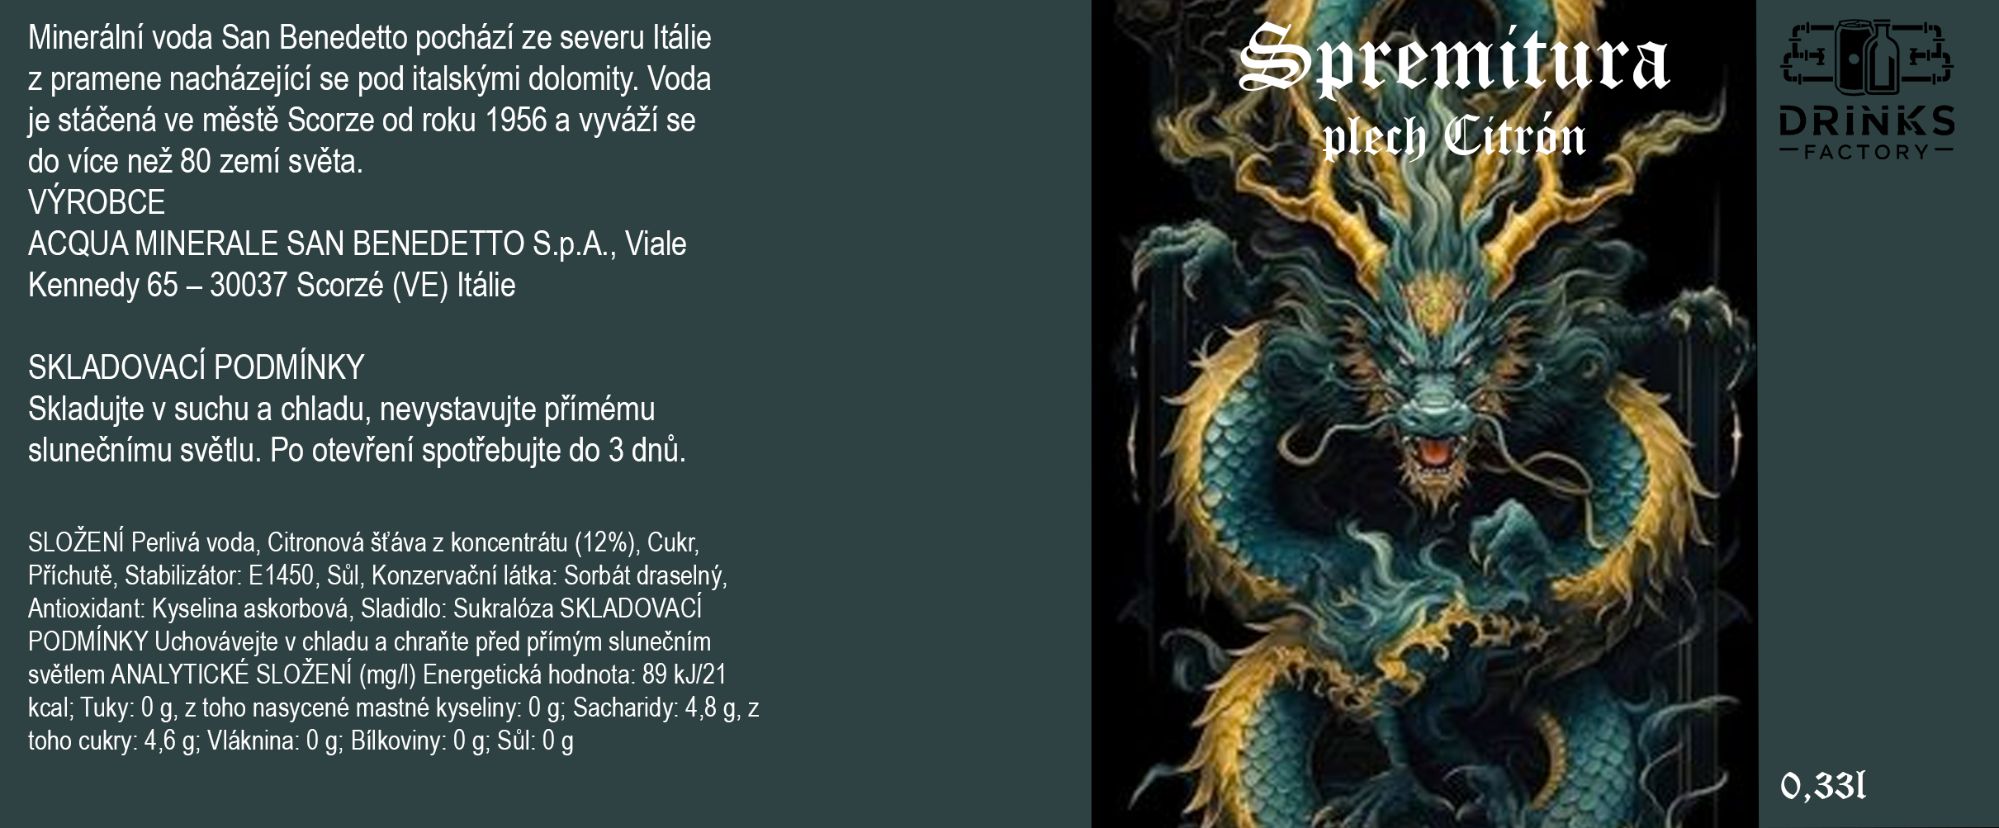 Minerální voda San Benedetto pochází ze severu Itálie
z pramene nacházející se pod italskými dolomity. Voda
je stáčená ve městě Scorze od roku 1956 a vyváží se
do více než 80 zemí světa.
VÝROBCE
ACQUA MINERALE SAN BENEDETTO S.p.A., Viale
Kennedy 65 – 30037 Scorzé (VE) Itálie
SKLADOVACÍ PODMÍNKY
Skladujte v suchu a chladu, nevystavujte přímému
slunečnímu světlu. Po otevření spotřebujte do 3 dnů.
SLOŽENÍ Perlivá voda, Citronová šťáva z koncentrátu (12%), Cukr,
Příchutě, Stabilizátor: E1450, Sůl, Konzervační látka: Sorbát draselný,
Antioxidant: Kyselina askorbová, Sladidlo: Sukralóza SKLADOVACÍ
PODMÍNKY Uchovávejte v chladu a chraňte před přímým slunečním
světlem ANALYTICKÉ SLOŽENÍ (mg/l) Energetická hodnota: 89 kJ/21
kcal; Tuky: 0 g, z toho nasycené mastné kyseliny: 0 g; Sacharidy: 4,8 g, z
toho cukry: 4,6 g; Vláknina: 0 g; Bílkoviny: 0 g; Sůl: 0 g
Spremitura
plech Citrón
DRINKS
FACTORY
0,33l